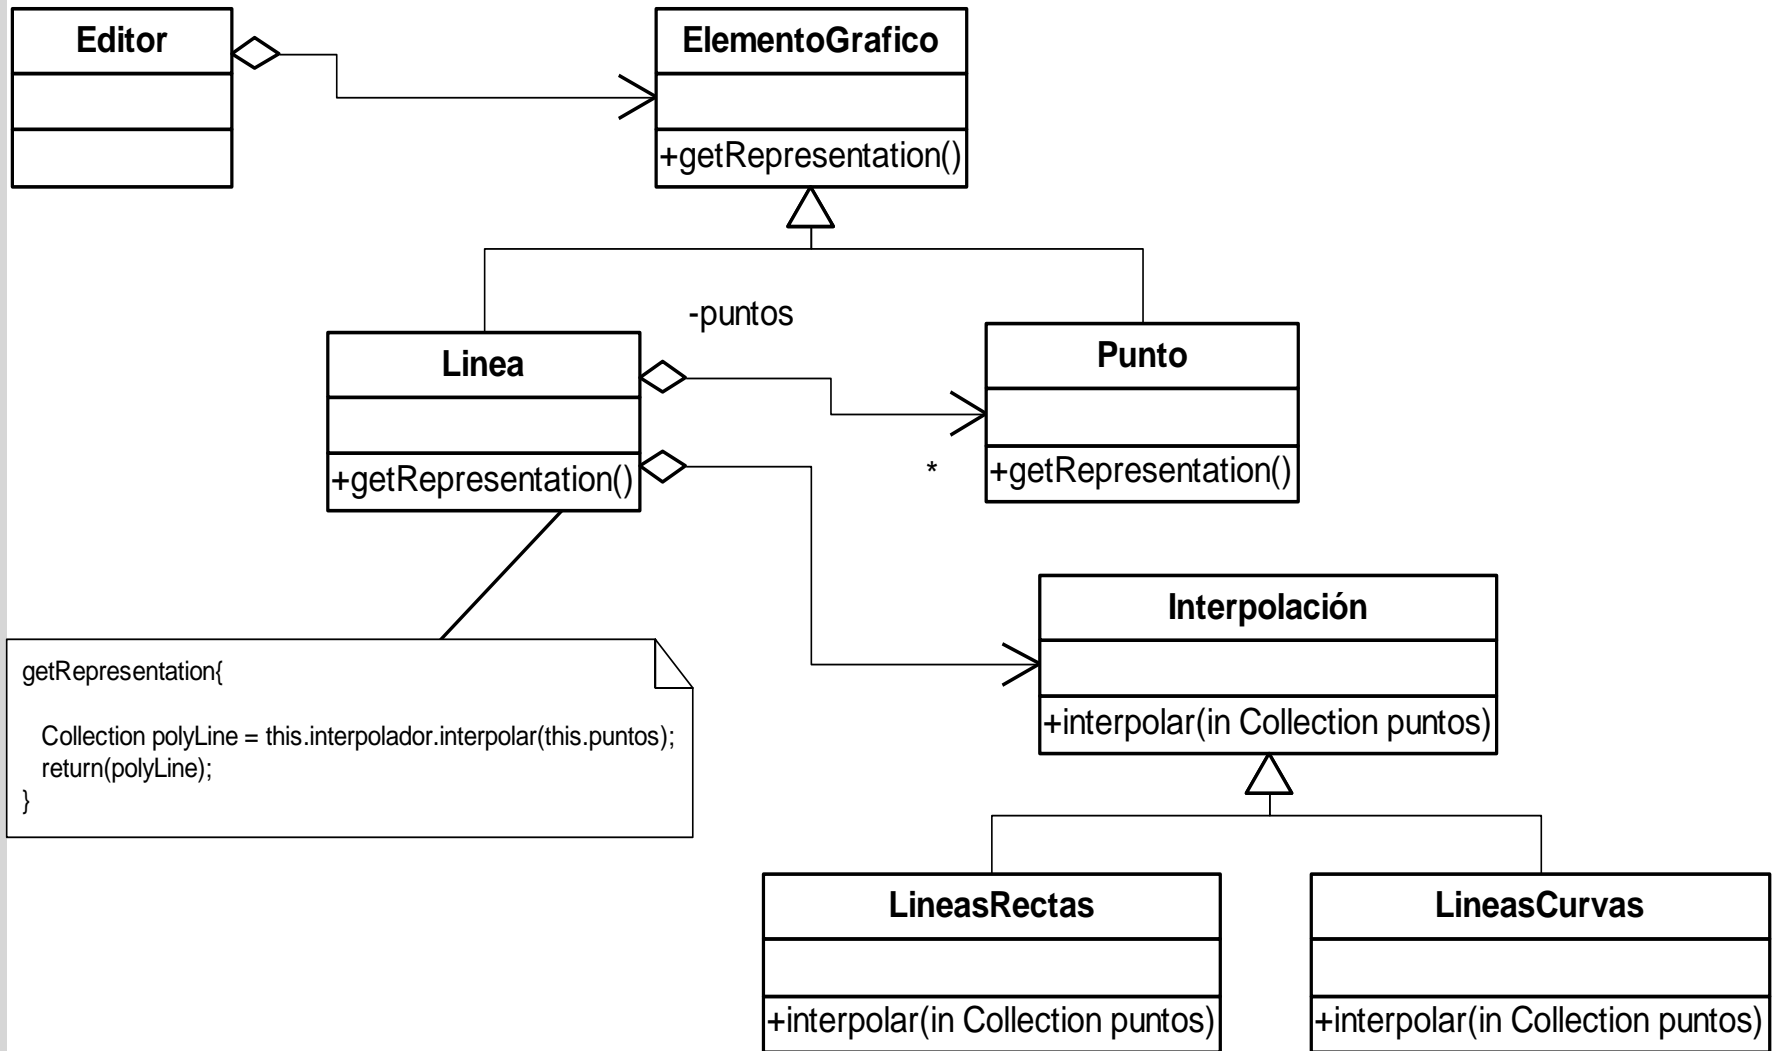 Editor
ElementoGrafico
+getRepresentation()
-puntos
Linea
+getRepresentation()
Punto
*
+getRepresentation()
Interpolación
+interpolar(in Collection puntos)
getRepresentation{
Collection polyLine = this.interpolador.interpolar(this.puntos);
return(polyLine);
}
LineasRectas
+interpolar(in Collection puntos)
LineasCurvas
+interpolar(in Collection puntos)